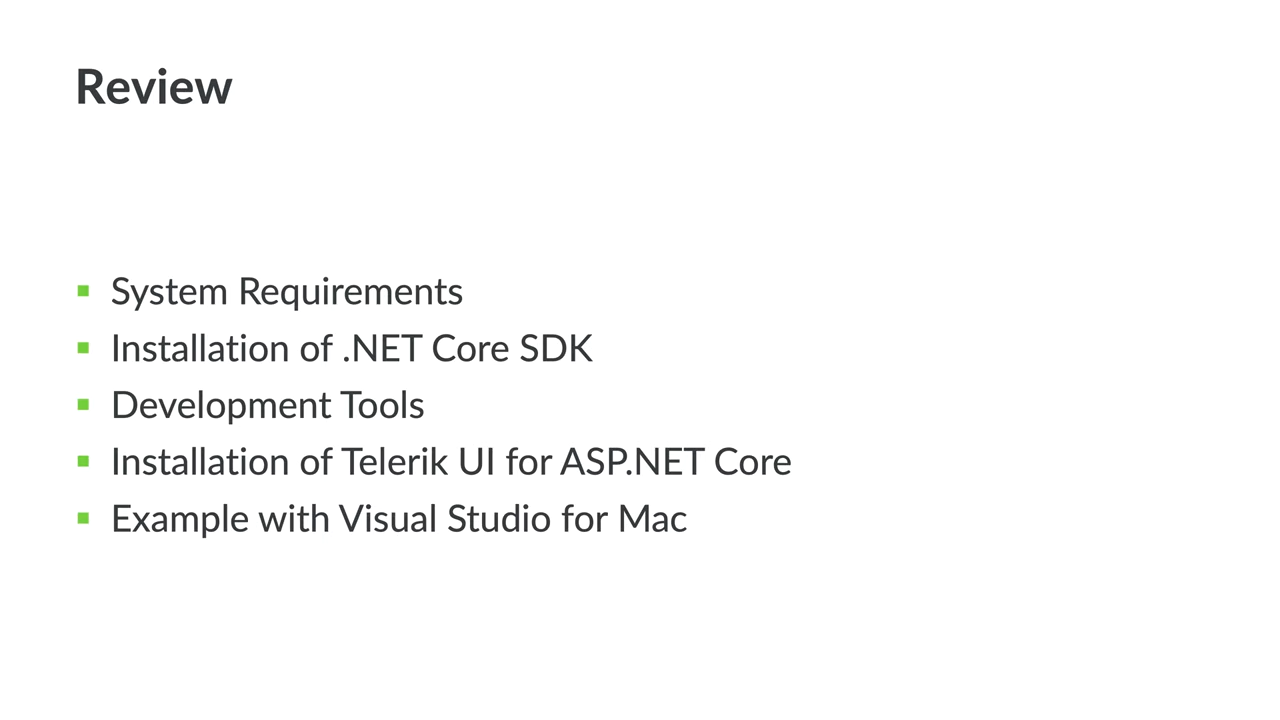 Review
▪ System Requirements
▪ Installation of .NET Core SDK
▪ Development Tools
▪ Installation of Telerik UI for ASP.NET Core
▪ Example with Visual Studio for Mac